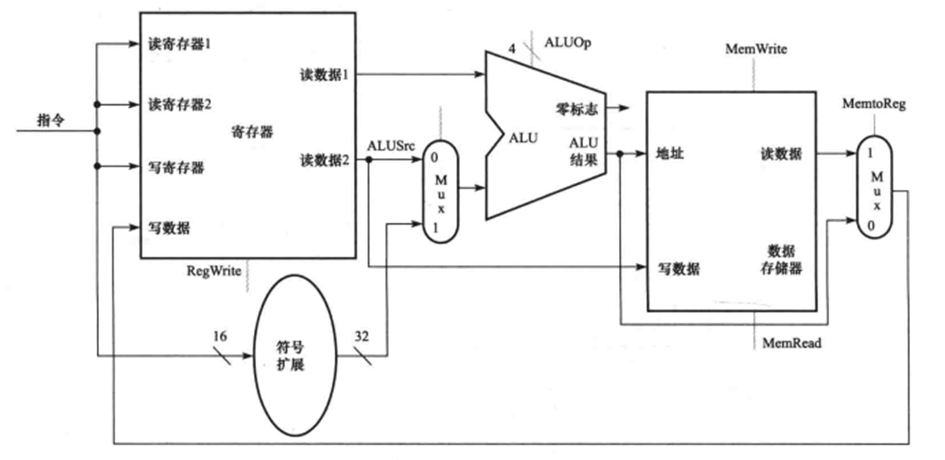 指令
读寄存器1
读寄存器2
写寄存器
写数据
寄存器
读数据1
读数据2
RegWrite
16
符号
扩展
32
ALUSrc
0
M
u
x
1
4
ALUOp
ALU
零标志
ALU
结果
MemWrite
地址
写数据
读数据
数据
存储器
MemRead
MemtoReg
1
M
u
x
0